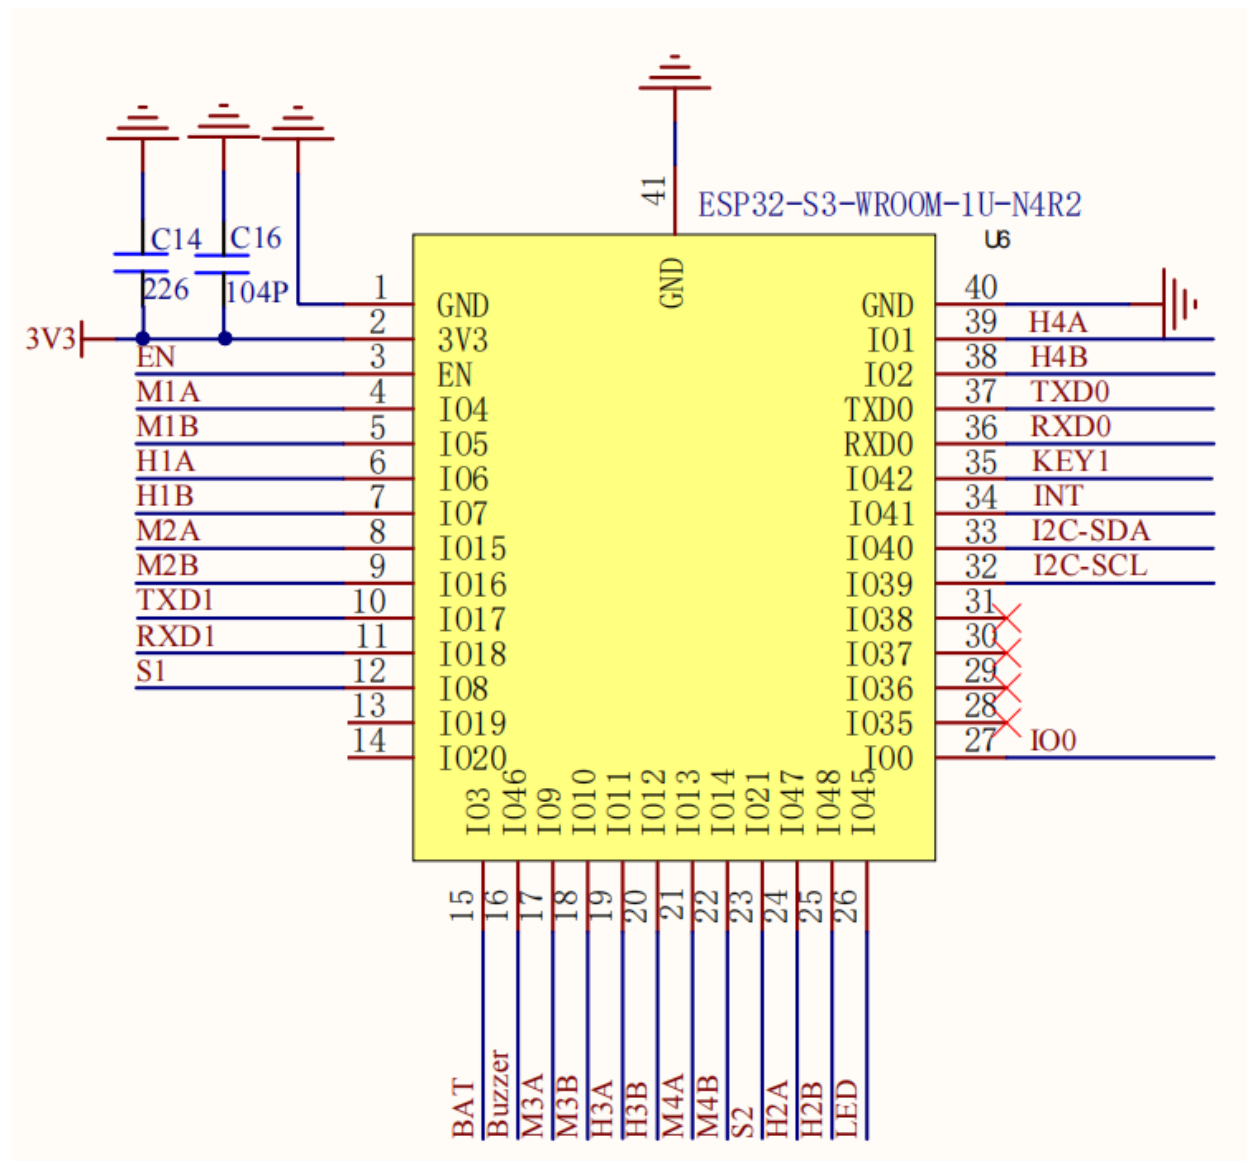 41
ESP32-S3-WROOM-1U-N4R2
U6
C14
C16
226
104P
3V3
GND
1 GND GND 40
2 3V3 IO1 39 H4A
EN 3 EN IO2 38 H4B
M1A 4 IO4 TXD0 37 TXD0
M1B 5 IO5 RXD0 36 RXD0
H1A 6 IO6 IO42 35 KEY1
H1B 7 IO7 IO41 34 INT
M2A 8 IO15 IO40 33 I2C-SDA
M2B 9 IO16 IO39 32 I2C-SCL
TXD1 10 IO17 IO38 31
RXD1 11 IO18 IO37 30
S1 12 IO8 IO36 29
13 IO19 IO35 28
14 IO20 IO0 27 IO0
IO3 IO46 IO9 IO10 IO11 IO12 IO13 IO14 IO21 IO47 IO48 IO45
15 16 17 18 19 20 21 22 23 24 25 26
BAT Buzzer M3A M3B H3A H3B M4A M4B S2 H2A H2B LED